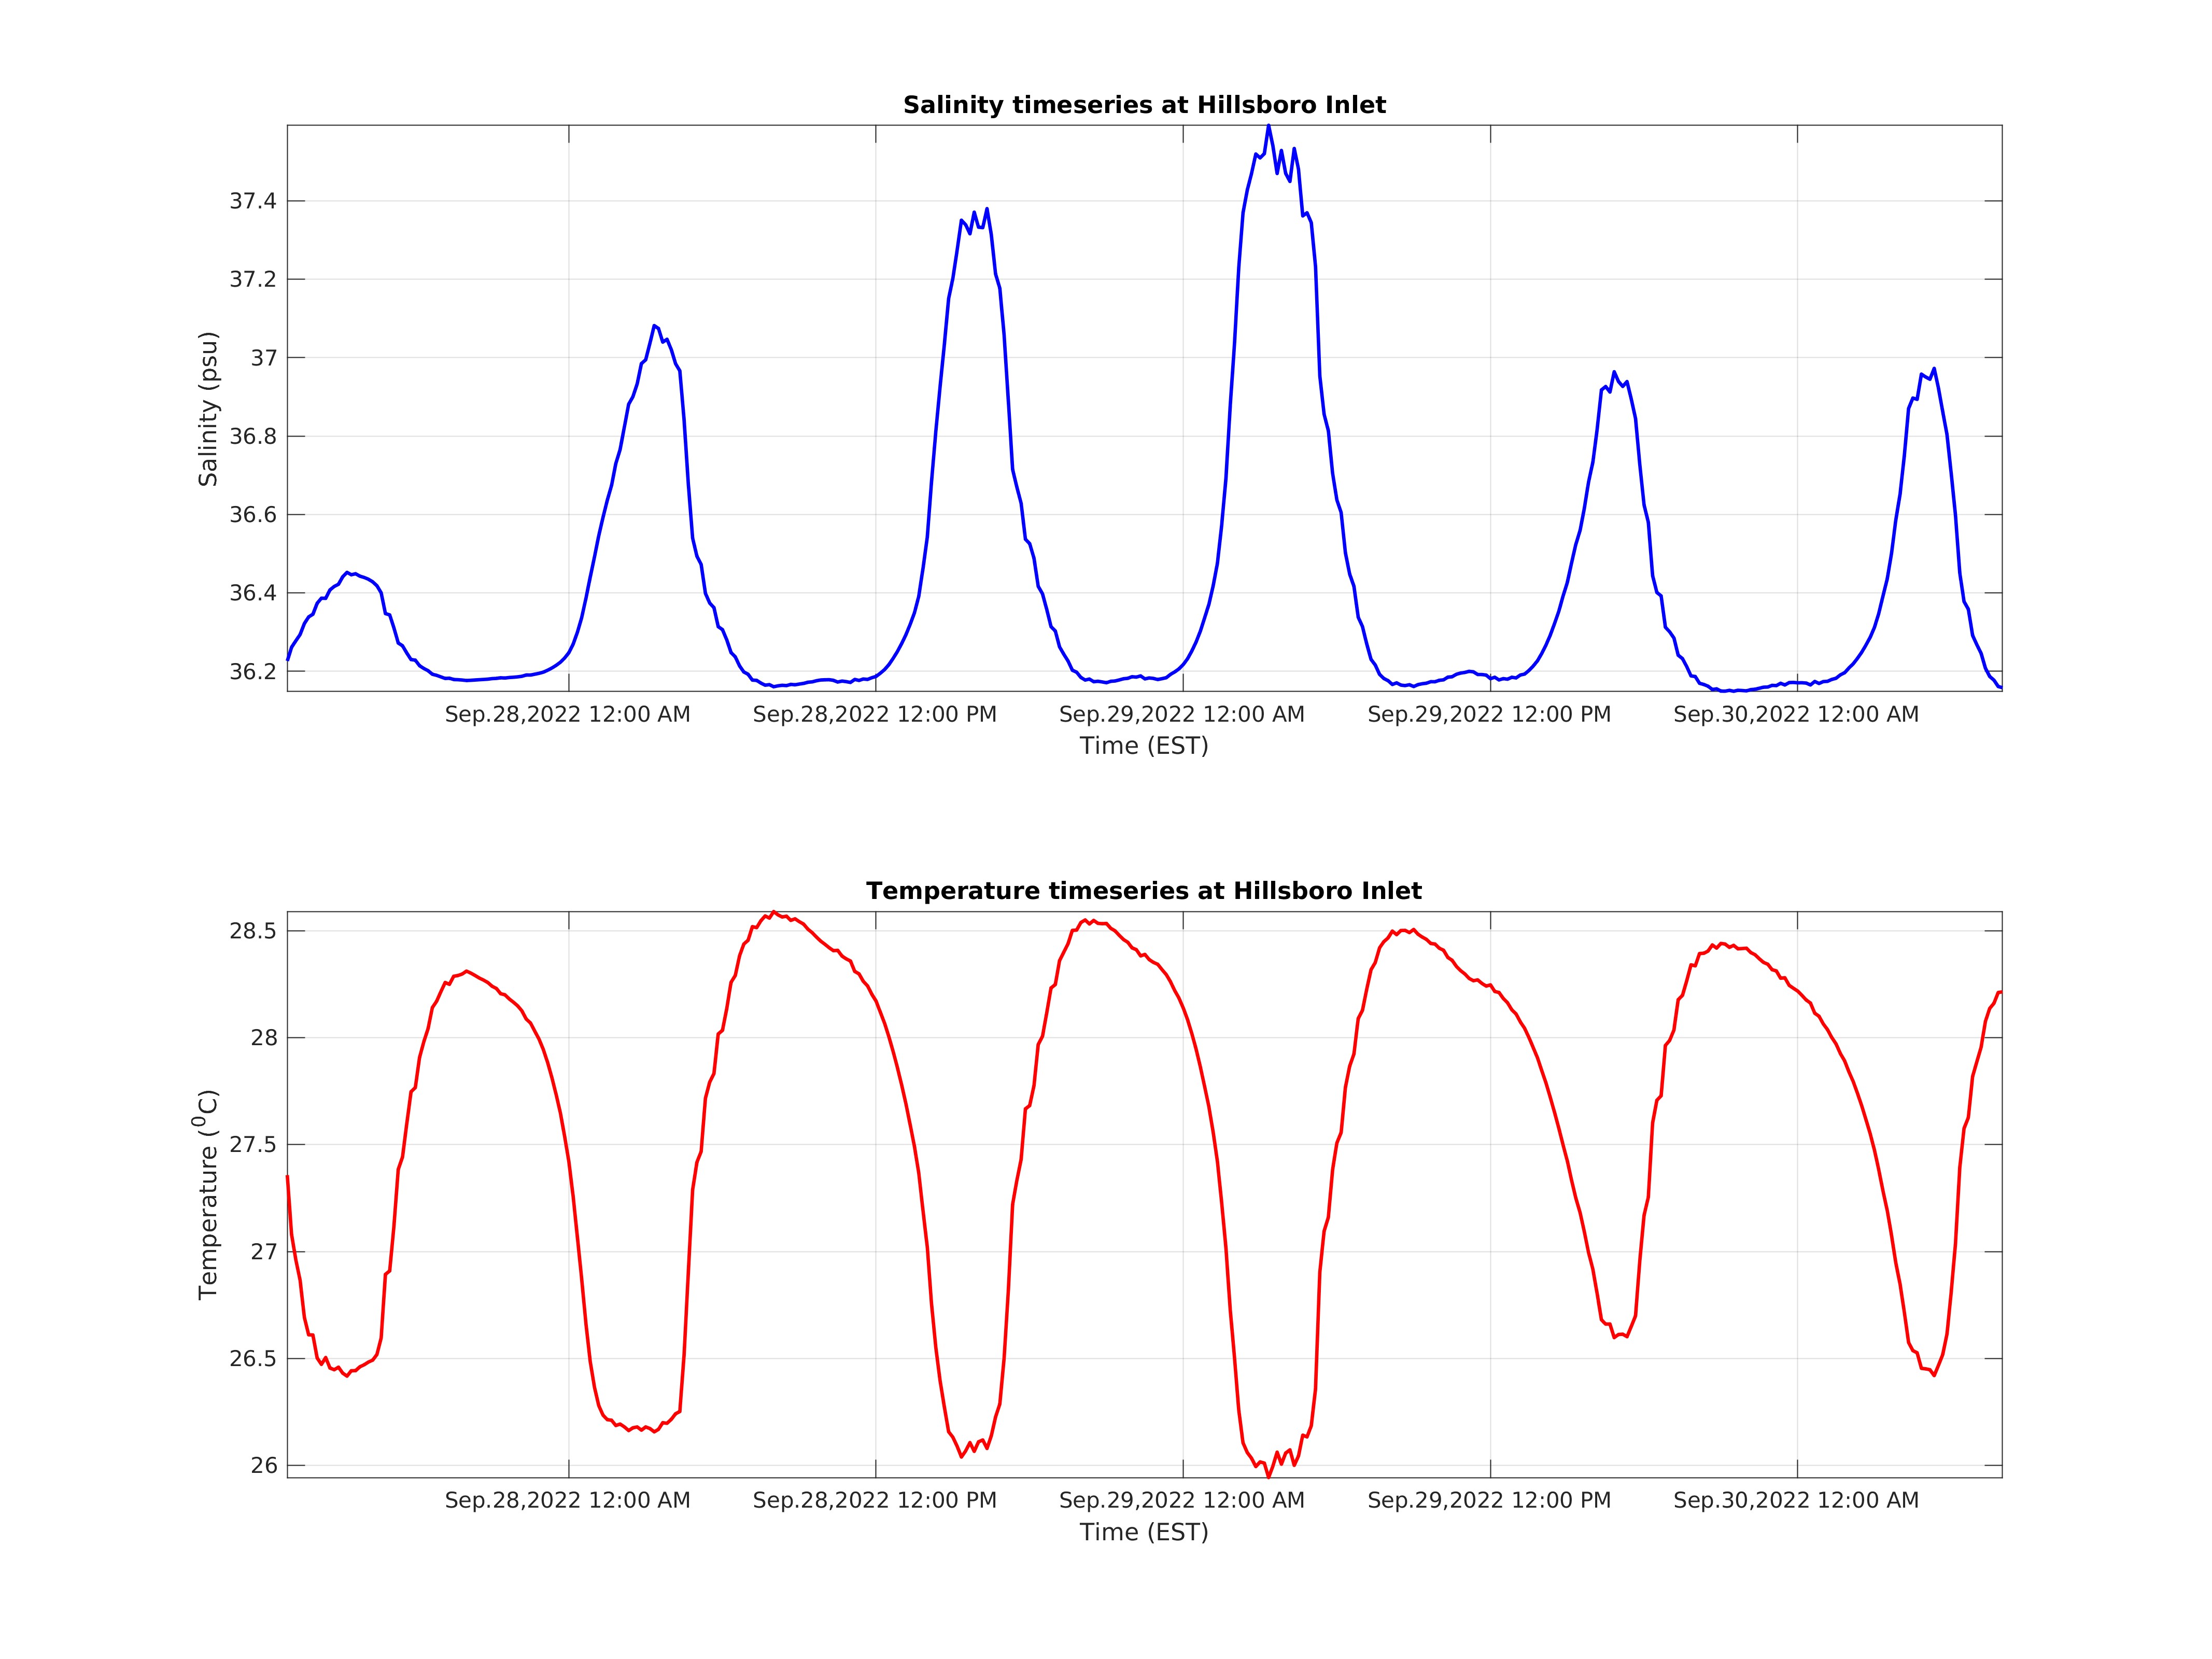 Salinity timeseries at Hillsboro Inlet
37.4
37.2
37
36.8
36.6
36.4
36.2
Salinity (psu)
Sep.28,2022 12:00 AM Sep.28,2022 12:00 PM Sep.29,2022 12:00 AM Sep.29,2022 12:00 PM Sep.30,2022 12:00 AM
Time (EST)
Temperature timeseries at Hillsboro Inlet
28.5
28
27.5
27
26.5
26
Temperature (⁰C)
Sep.28,2022 12:00 AM Sep.28,2022 12:00 PM Sep.29,2022 12:00 AM Sep.29,2022 12:00 PM Sep.30,2022 12:00 AM
Time (EST)